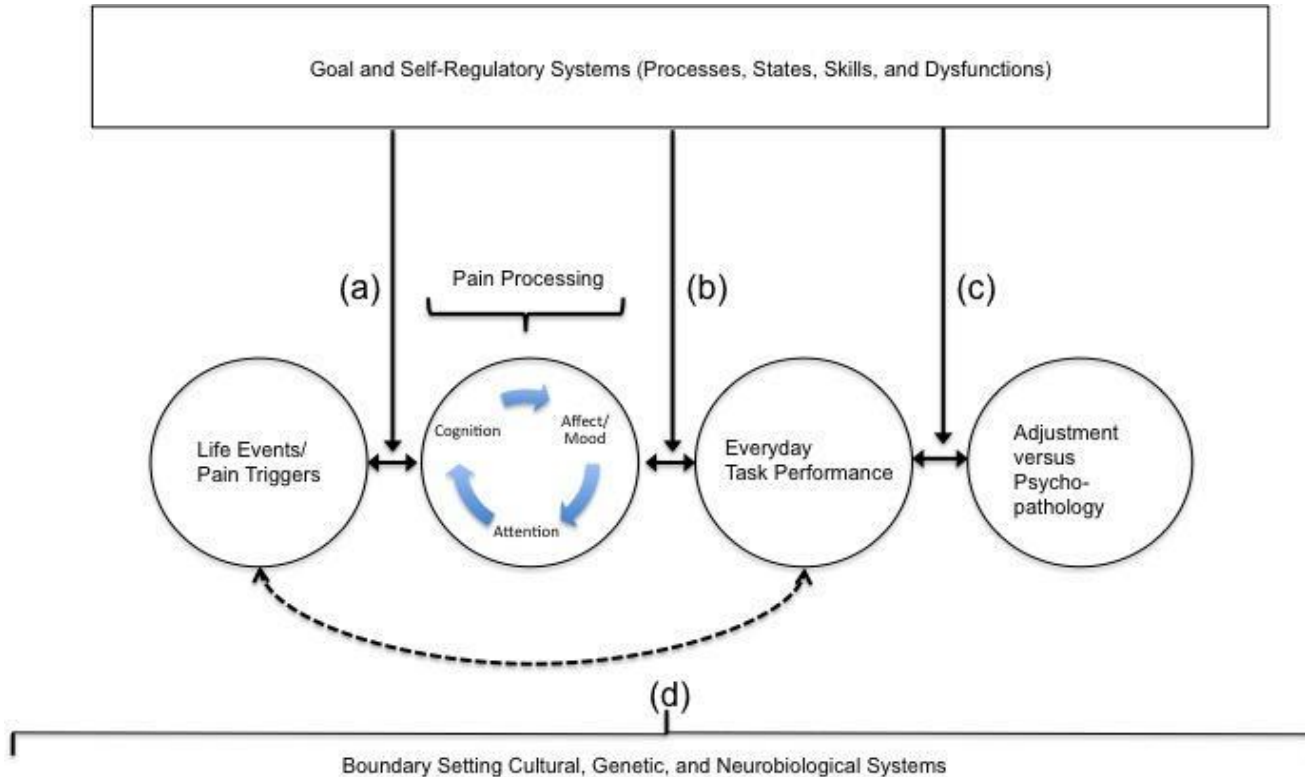 Goal and Self-Regulatory Systems (Processes, States, Skills, and Dysfunctions)
(a)
Pain Processing
(b)
(c)
Life Events/
Pain Triggers
Cognition
Affect/
Mood
Attention
Everyday
Task Performance
Adjustment
versus
Psycho-
pathology
(d)
Boundary Setting Cultural, Genetic, and Neurobiological Systems